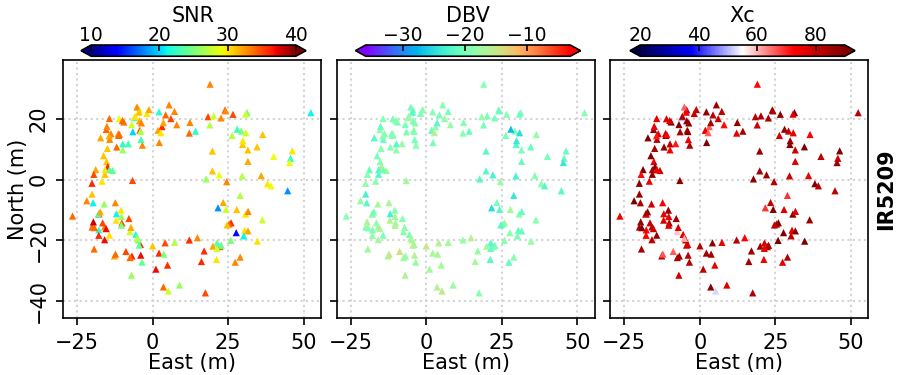 SNR DBV Xc
10 20 30 40 −30 −20 −10 20 40 60 80
20
0
−20
−40
North (m)
IR5209
−25 0 25 50 −25 0 25 50 −25 0 25 50
East (m) East (m) East (m)